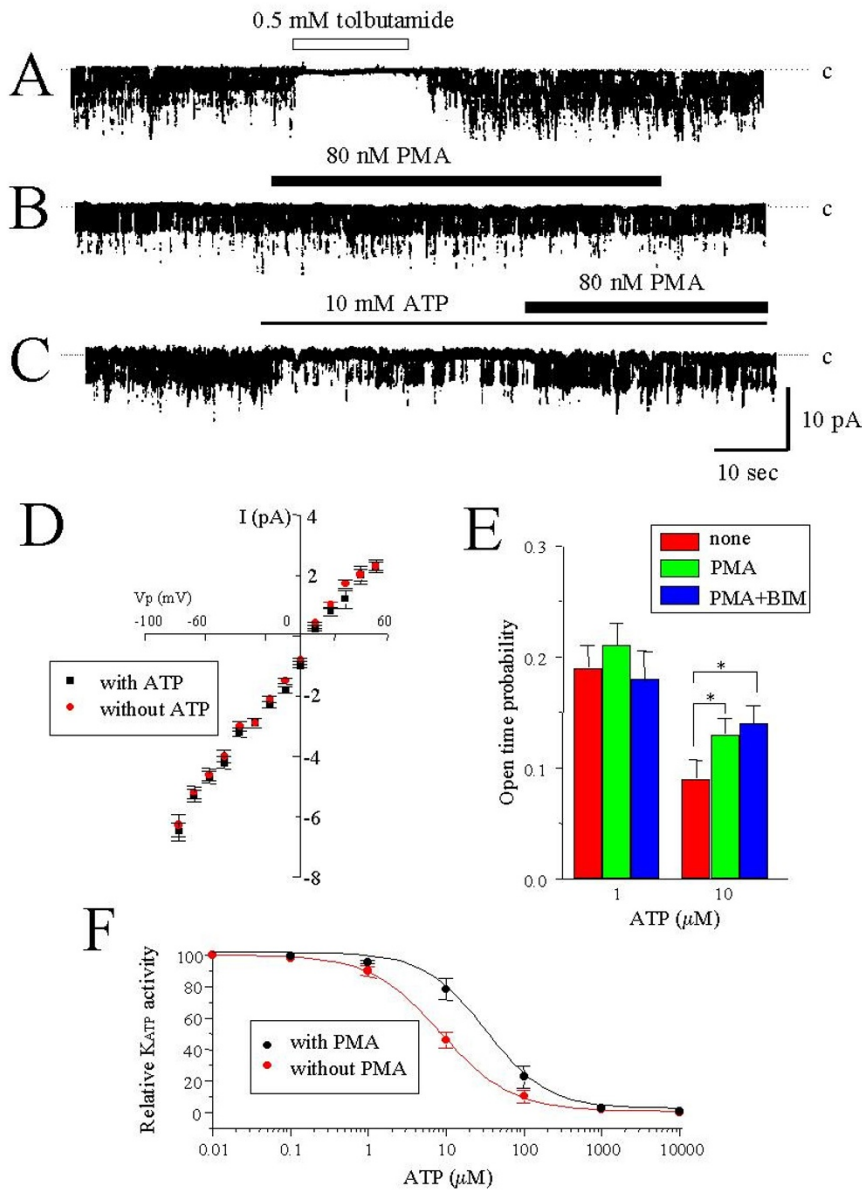 0.5 mM tolbutamide
A
c
80 nM PMA
B
c
80 nM PMA
10 mM ATP
C
c
10 pA
10 sec
D
I (pA)
4
2
Vp (mV)
-100
-60
0
60
-2
-4
-6
-8
with ATP
without ATP
E
none
PMA
PMA+BIM
0.3
0.2
0.1
0.0
Open time probability
*
*
1
10
ATP (µM)
F
Relative KATP activity
100
80
60
40
20
0
with PMA
without PMA
0.01
0.1
1
10
100
1000
10000
ATP (µM)